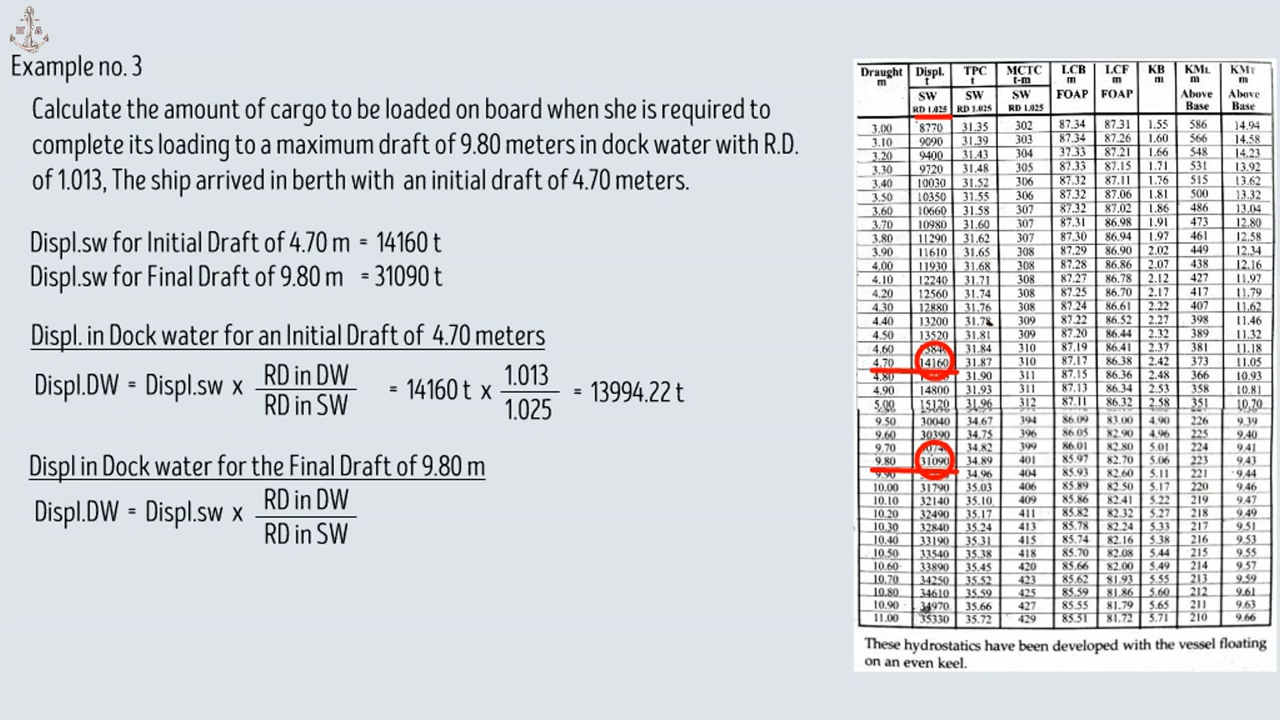 Example no. 3
Calculate the amount of cargo to be loaded on board when she is required to
complete its loading to a maximum draft of 9.80 meters in dock water with R.D.
of 1.013, The ship arrived in berth with an initial draft of 4.70 meters.
Displ.sw for Initial Draft of 4.70 m = 14160 t
Displ.sw for Final Draft of 9.80 m = 31090 t
Displ. in Dock water for an Initial Draft of 4.70 meters
Displ.DW = Displ.sw x RD in DW = 14160 t x 1.013 = 13994.22 t
RD in SW 1.025
Displ in Dock water for the Final Draft of 9.80 m
Displ.DW = Displ.sw x RD in DW
RD in SW
Draught m Displ. t TPC t MCTC t-m LCB m LCF m KB m KML m KMT m
SW RD 1.025 SW RD 1.025 SW RD 1.025 FOAP FOAP Above Base Above Base
3.00 8770 31.35 302 87.34 87.31 1.55 586 14.94
3.10 9090 31.39 303 87.34 87.26 1.60 566 14.58
3.20 9400 31.43 304 37.33 87.21 1.66 548 14.23
3.30 9720 31.48 305 87.33 87.15 1.71 531 13.92
3.40 10030 31.52 306 87.32 87.11 1.76 515 13.62
3.50 10350 31.55 306 87.32 87.06 1.81 500 13.32
3.60 10660 31.58 307 87.32 87.02 1.86 486 13.04
3.70 10980 31.60 307 87.31 86.98 1.91 473 12.80
3.80 11290 31.62 307 87.30 86.94 1.97 461 12.58
3.90 11610 31.65 308 87.29 86.90 2.02 449 12.34
4.00 11930 31.68 308 87.28 86.86 2.07 438 12.16
4.10 12240 31.71 308 87.27 86.78 2.12 427 11.97
4.20 12560 31.74 308 87.25 86.70 2.17 417 11.79
4.30 12880 31.76 308 87.24 86.61 2.22 407 11.62
4.40 13200 31.78 309 87.22 86.52 2.27 398 11.46
4.50 13520 31.81 309 87.20 86.44 2.32 389 11.32
4.60 31.84 310 87.19 86.41 2.37 381 11.18
4.70 14160 31.87 310 87.17 86.38 2.42 373 11.05
4.80 31.90 311 87.15 86.36 2.48 366 10.93
4.90 14800 31.93 311 87.13 86.34 2.53 358 10.81
5.00 15120 31.96 312 87.11 86.32 2.58 351 10.70
9.50 30040 34.67 394 86.09 83.00 4.90 226 9.39
9.60 30390 34.75 396 86.05 82.90 4.96 225 9.40
9.70 34.82 399 86.01 82.80 5.01 224 9.41
9.80 31090 34.89 401 85.97 82.70 5.06 223 9.43
9.90 34.96 404 85.93 82.60 5.11 221 9.44
10.00 31790 35.03 406 85.89 82.50 5.17 220 9.46
10.10 32140 35.10 409 85.86 82.41 5.22 219 9.47
10.20 32490 35.17 411 85.82 82.32 5.27 218 9.49
10.30 32840 35.24 413 85.78 82.24 5.33 217 9.51
10.40 33190 35.31 415 85.74 82.16 5.38 216 9.53
10.50 33540 35.38 418 85.70 82.08 5.44 215 9.55
10.60 33890 35.45 420 85.66 82.00 5.49 214 9.57
10.70 34250 35.52 423 85.62 81.93 5.55 213 9.59
10.80 34610 35.59 425 85.59 81.86 5.60 212 9.61
10.90 34970 35.66 427 85.55 81.79 5.65 211 9.63
11.00 35330 35.72 429 85.51 81.72 5.71 210 9.66
These hydrostatics have been developed with the vessel floating
on an even keel.